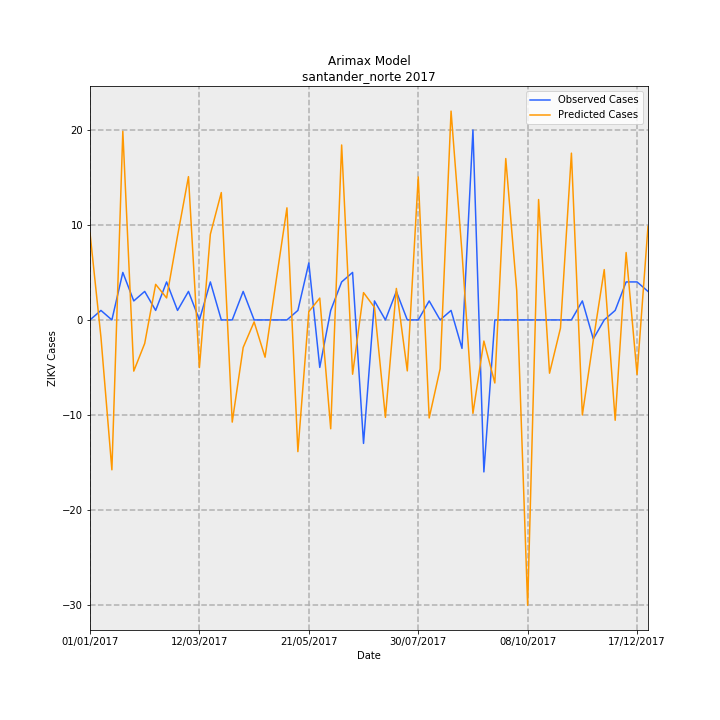 Arimax Model
santander_norte 2017
Observed Cases
Predicted Cases
ZIKV Cases
20
10
0
−10
−20
−30
01/01/2017
12/03/2017
21/05/2017
30/07/2017
08/10/2017
17/12/2017
Date